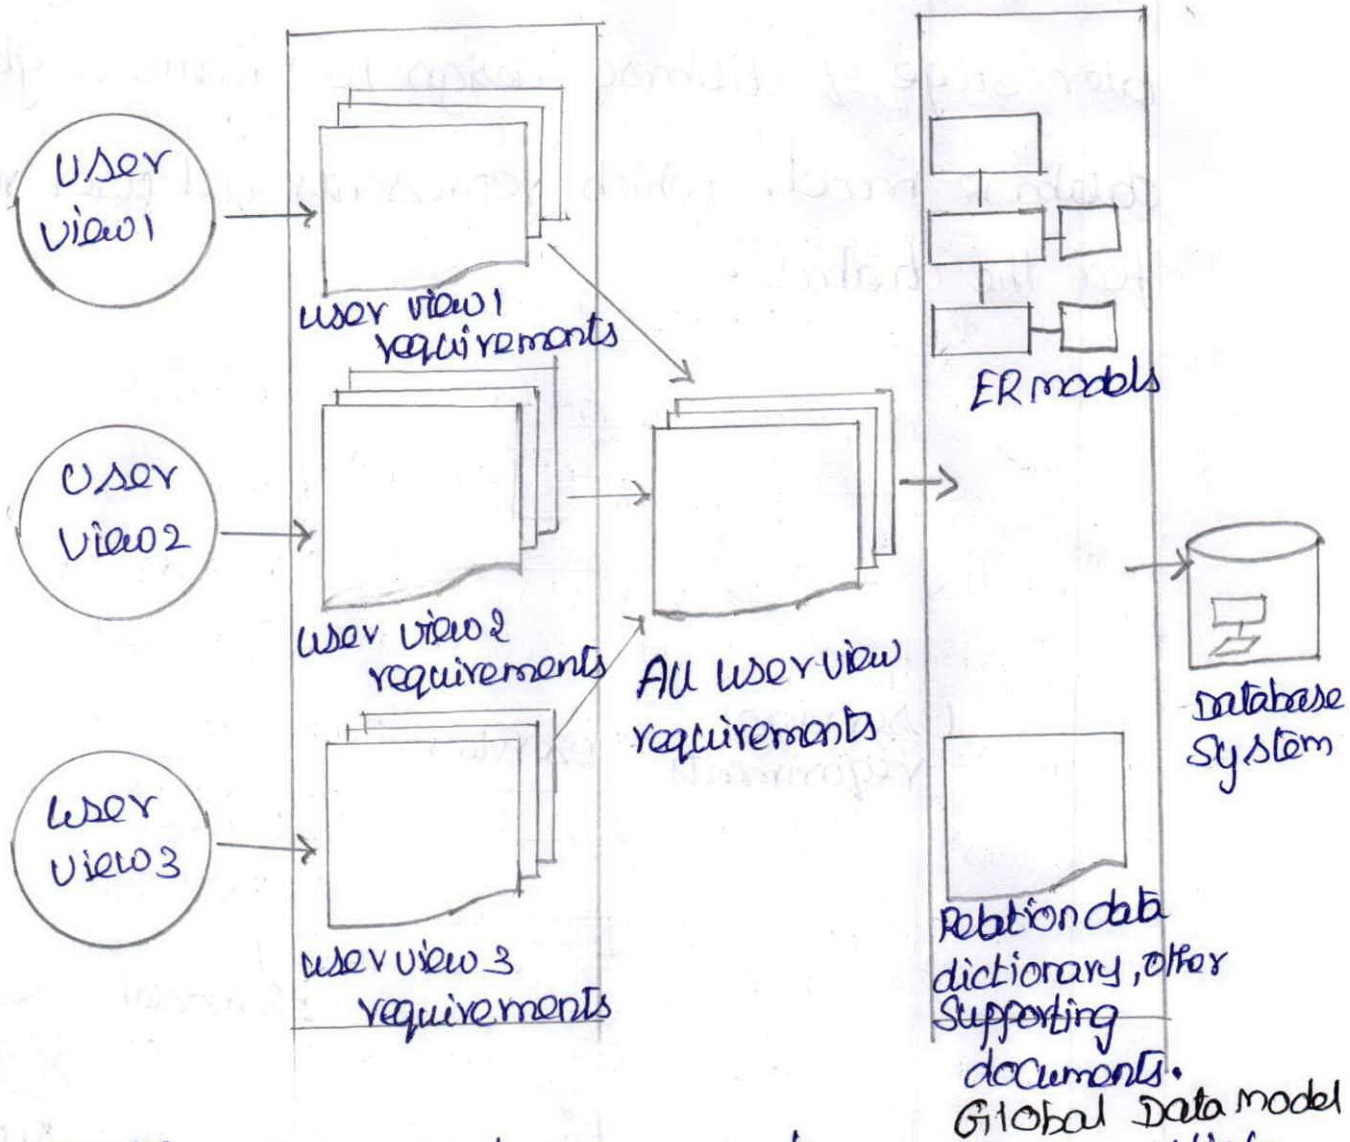 User
view1
user view1
requirements
User
view2
user view2
requirements
User
view3
user view3
requirements
All user view
requirements
ER models
Relation data
dictionary, other
Supporting
documents.
Global Data Model
Database
System